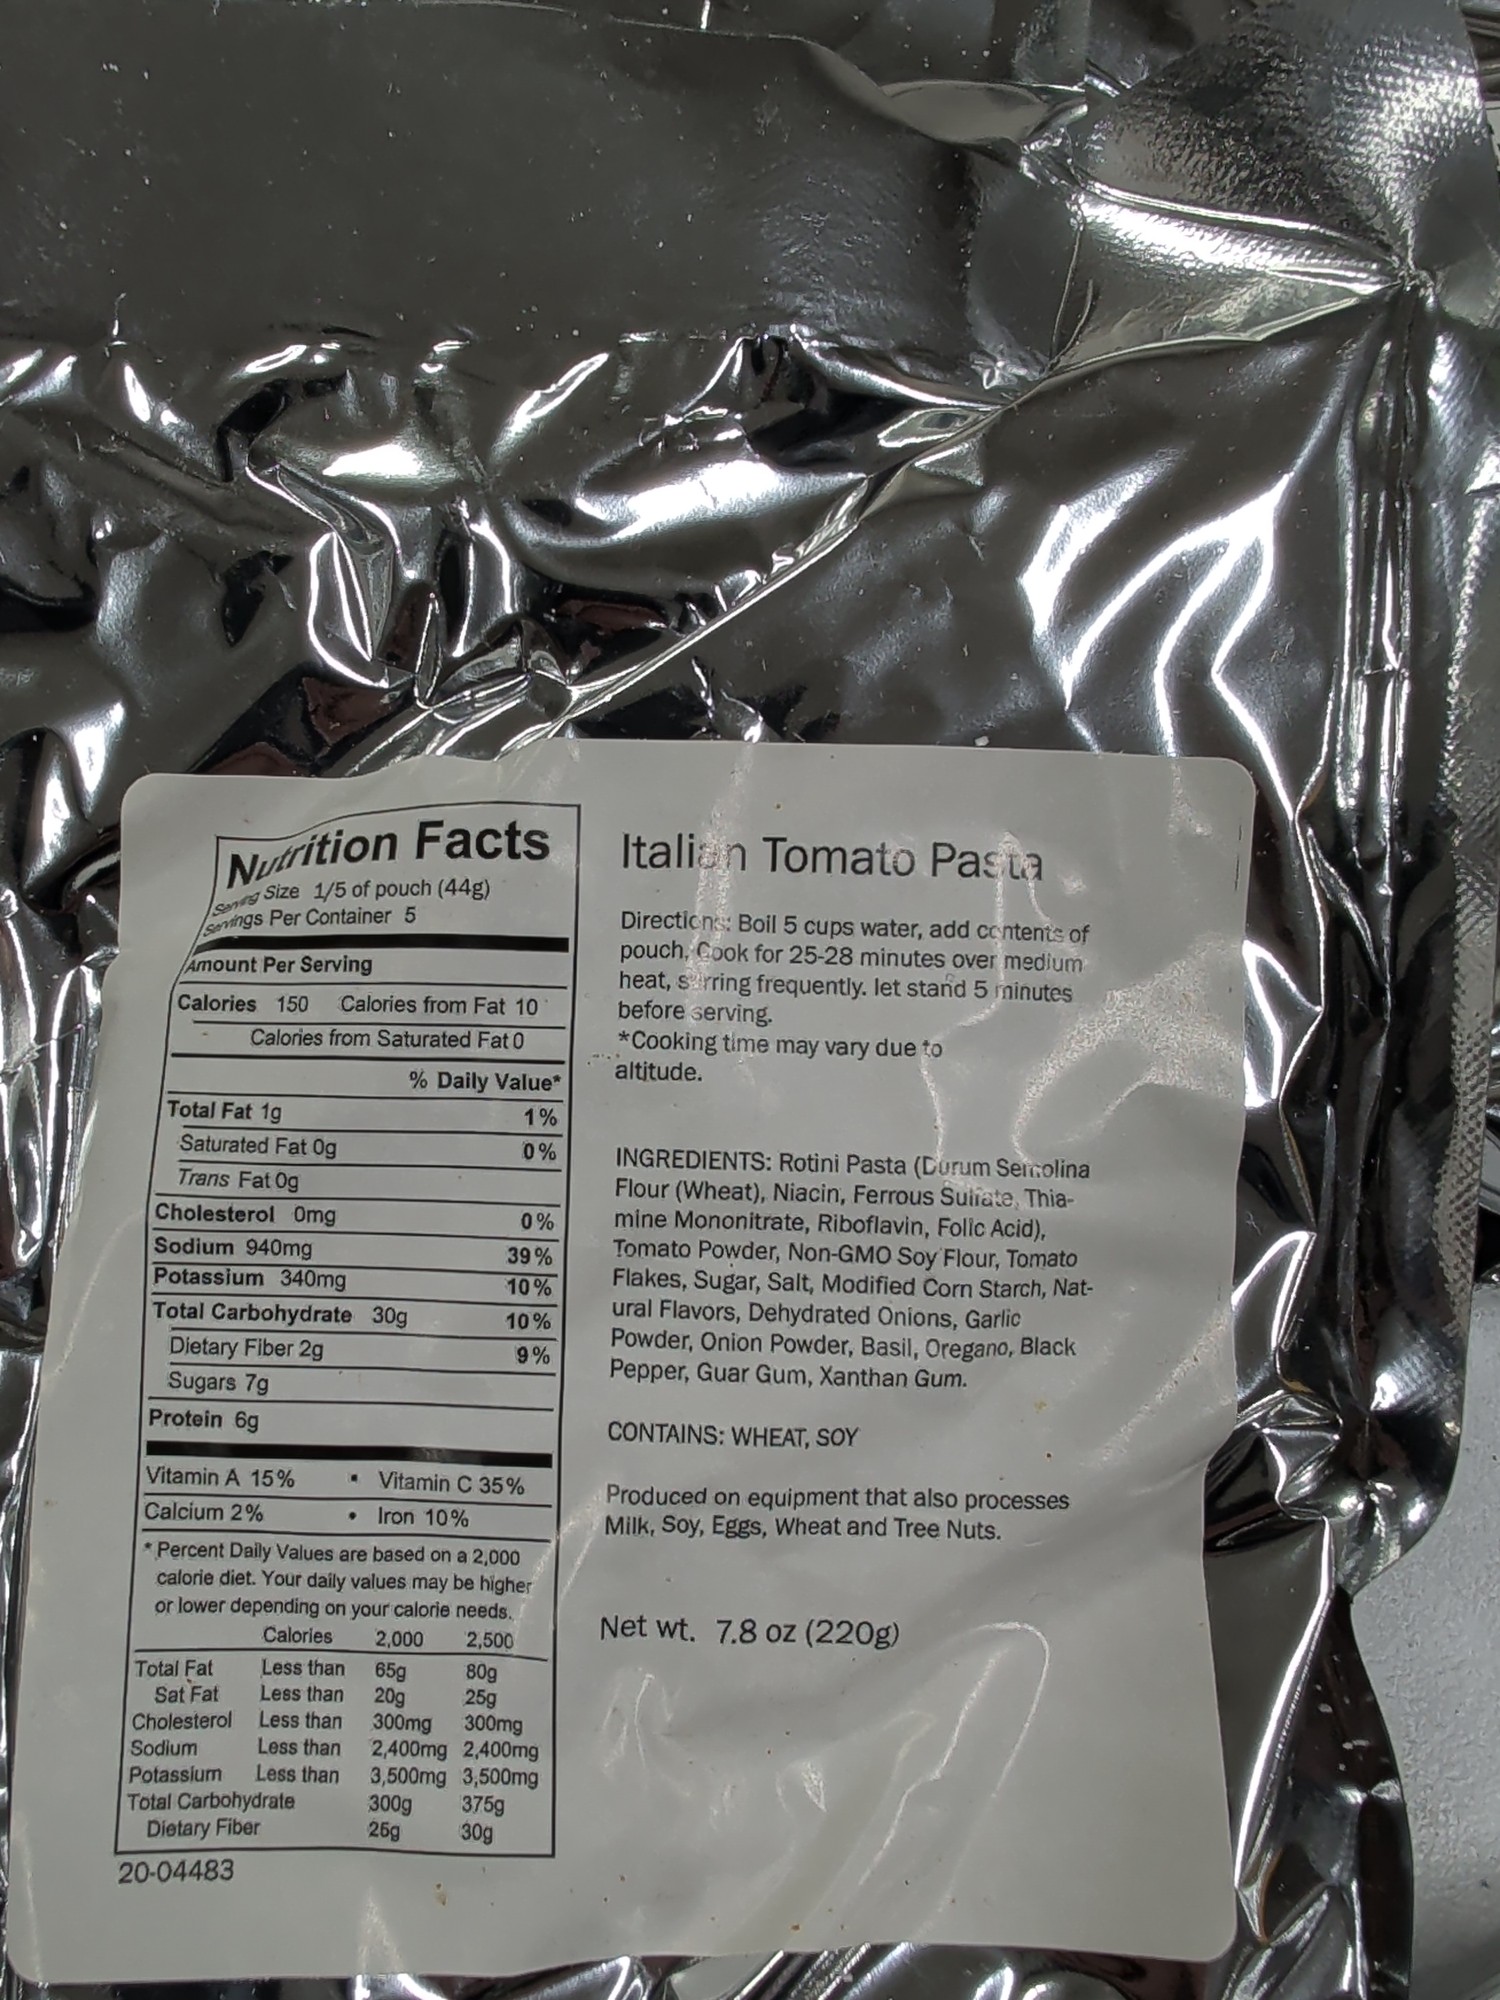 Nutrition Facts
Serving Size 1/5 of pouch (44g)
Servings Per Container 5
Amount Per Serving
Calories 150 Calories from Fat 10
Calories from Saturated Fat 0
% Daily Value*
Total Fat 1g 1%
Saturated Fat 0g 0%
Trans Fat 0g
Cholesterol 0mg 0%
Sodium 940mg 39%
Potassium 340mg 10%
Total Carbohydrate 30g 10%
Dietary Fiber 2g 9%
Sugars 7g
Protein 6g
Vitamin A 15% ▪ Vitamin C 35%
Calcium 2% • Iron 10%
* Percent Daily Values are based on a 2,000
calorie diet. Your daily values may be higher
or lower depending on your calorie needs.
Calories 2,000 2,500
Total Fat Less than 65g 80g
Sat Fat Less than 20g 25g
Cholesterol Less than 300mg 300mg
Sodium Less than 2,400mg 2,400mg
Potassium Less than 3,500mg 3,500mg
Total Carbohydrate 300g 375g
Dietary Fiber 25g 30g
20-04483
Italian Tomato Pasta
Directions: Boil 5 cups water, add contents of
pouch, Cook for 25-28 minutes over medium
heat, stirring frequently. let stand 5 minutes
before serving.
*Cooking time may vary due to
altitude.
INGREDIENTS: Rotini Pasta (Durum Semolina
Flour (Wheat), Niacin, Ferrous Sulfate, Thia-
mine Mononitrate, Riboflavin, Folic Acid),
Tomato Powder, Non-GMO Soy Flour, Tomato
Flakes, Sugar, Salt, Modified Corn Starch, Nat-
ural Flavors, Dehydrated Onions, Garlic
Powder, Onion Powder, Basil, Oregano, Black
Pepper, Guar Gum, Xanthan Gum.
CONTAINS: WHEAT, SOY
Produced on equipment that also processes
Milk, Soy, Eggs, Wheat and Tree Nuts.
Net wt. 7.8 oz (220g)